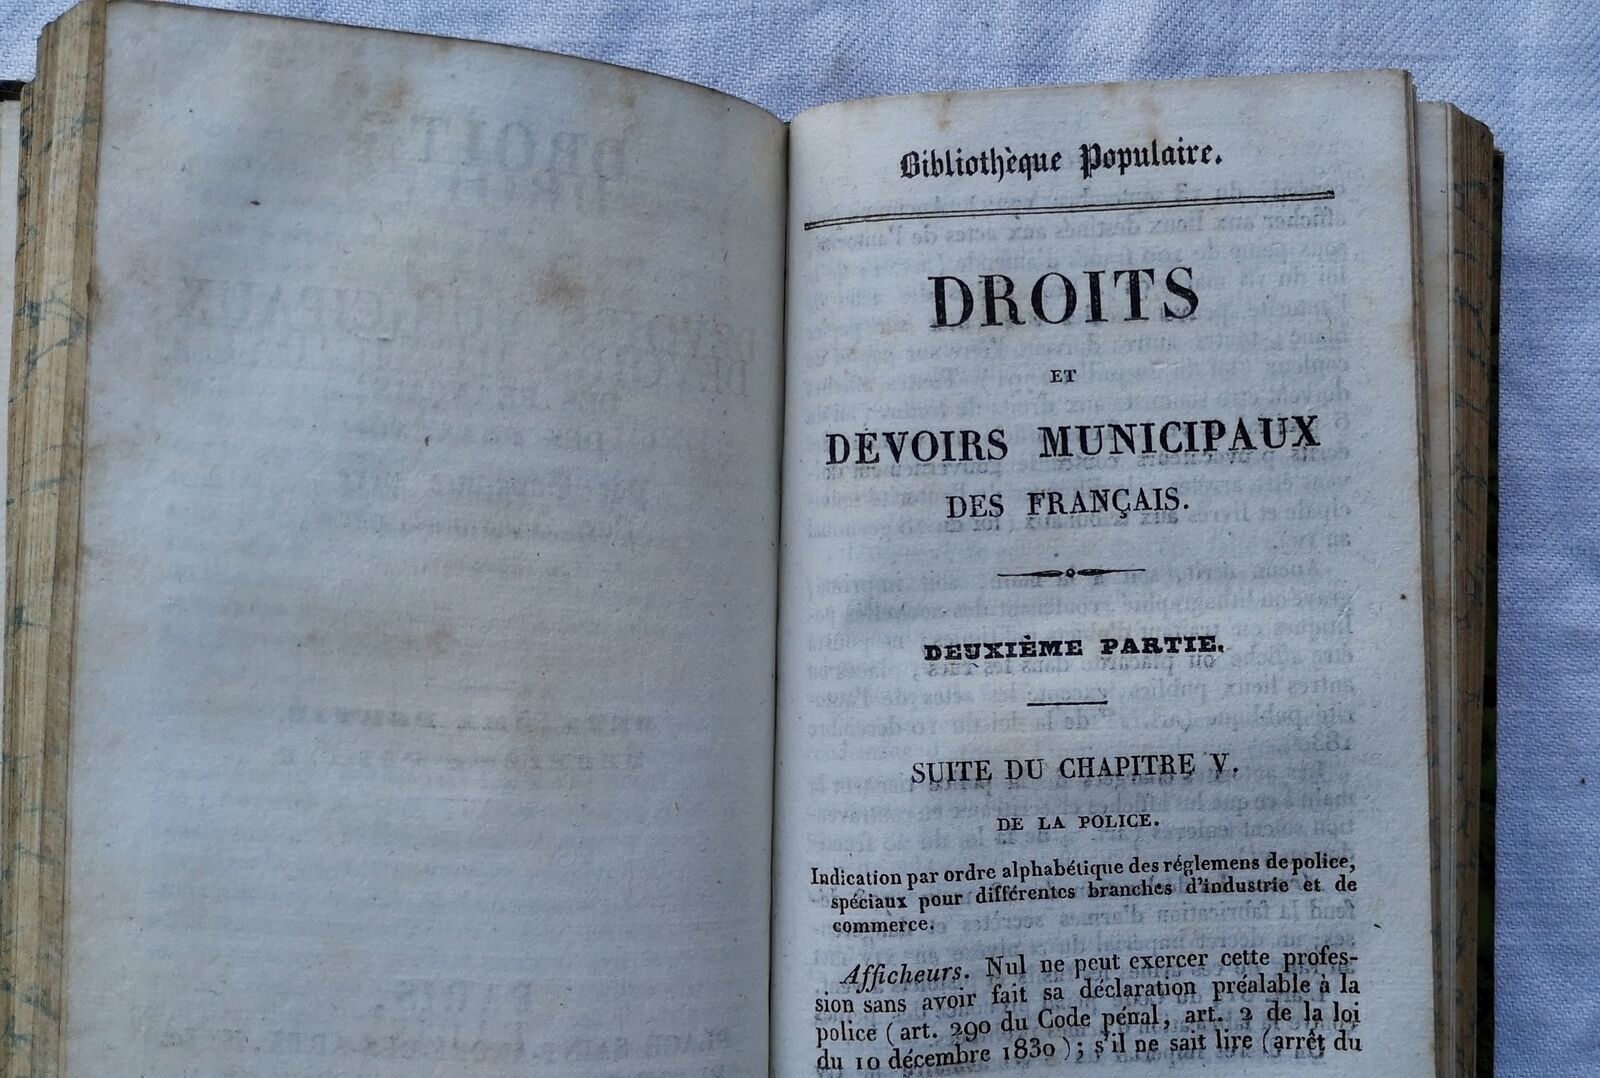 Bibliothèque Populaire.
DROITS
ET
DEVOIRS MUNICIPAUX
DES FRANÇAIS.
DEUXIÈME PARTIE.
SUITE DU CHAPITRE V.
DE LA POLICE.
Indication par ordre alphabétique des réglemens de police,
spéciaux pour différentes branches d'industrie et de
commerce.
Afficheurs. Nul ne peut exercer cette profes-
sion sans avoir fait sa déclaration préalable à la
police (art. 290 du Code pénal, art. 2 de la loi
du 10 décembre 1830); s'il ne sait lire (arrêt du